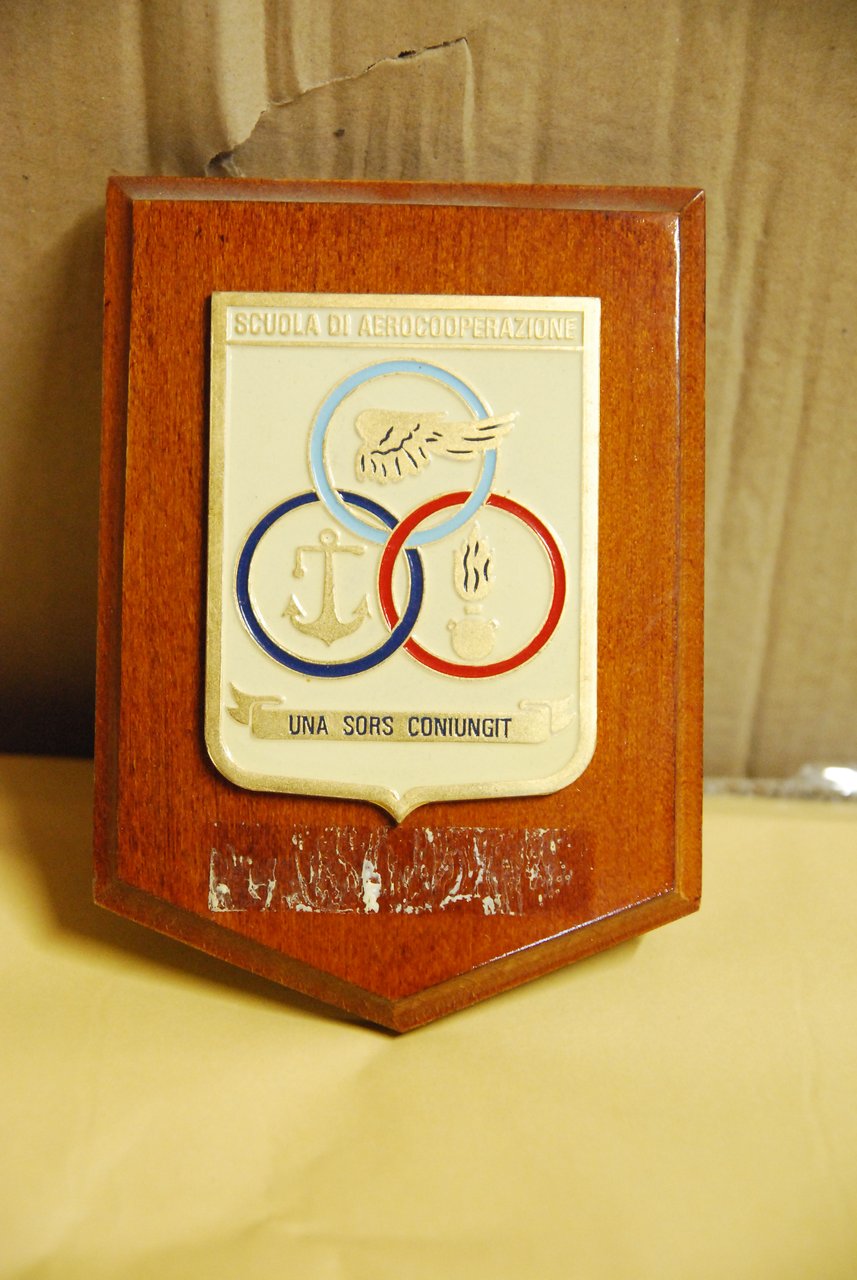 SCUOLA DI AEROCOOPERAZIONE
UNA SORS CONIUNGIT